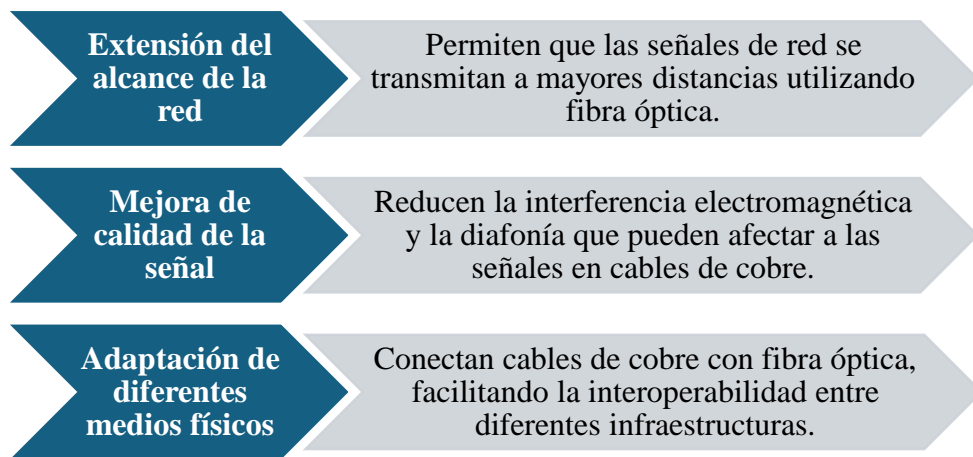 Extensión del
alcance de la
red
Permiten que las señales de red se
transmitan a mayores distancias utilizando
fibra óptica.
Mejora de
calidad de la
señal
Reducen la interferencia electromagnética
y la diafonía que pueden afectar a las
señales en cables de cobre.
Adaptación de
diferentes
medios físicos
Conectan cables de cobre con fibra óptica,
facilitando la interoperabilidad entre
diferentes infraestructuras.